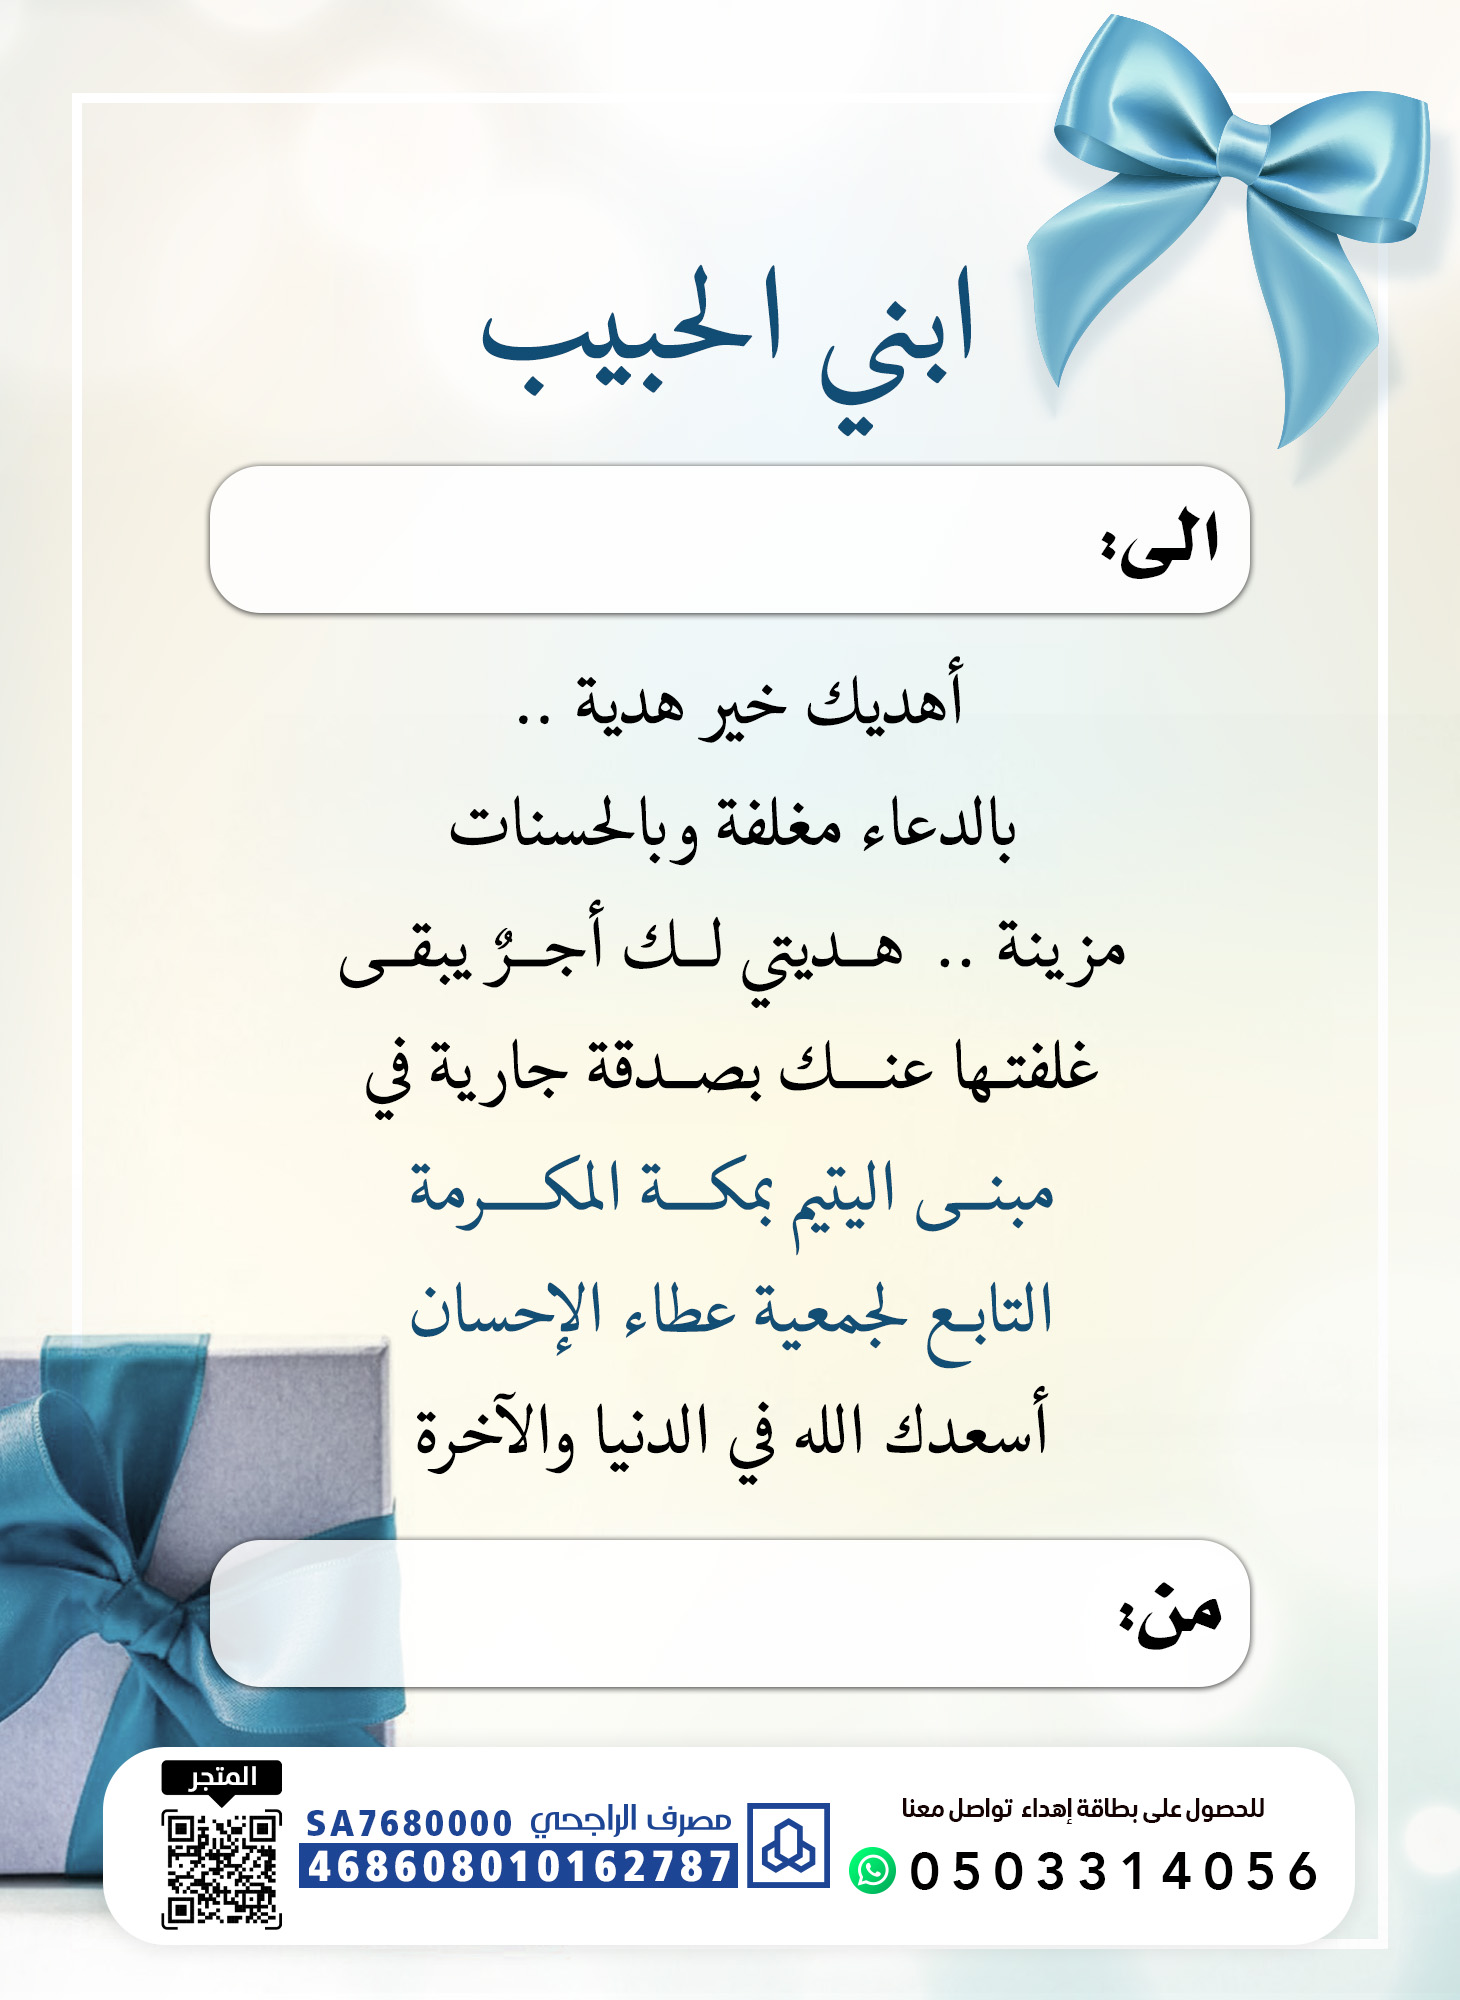 ابني الحبيب
الى:
أهديك خير هدية ..
بالدعاء مغلفة وبالحسنات
مزينة .. هـديتي لـك أجـرٌ يبقـى
غلفتـها عنـك بصـدقة جارية في
مبنـى اليتيم بمكـة المكـرمة
التابـع لجمعية عطاء الإحسان
أسعدك الله في الدنيا والآخرة
من:
للحصول على بطاقة إهداء تواصل معنا
0503314056
مصرف الراجحي SA7680000
468608010162787
المتجر